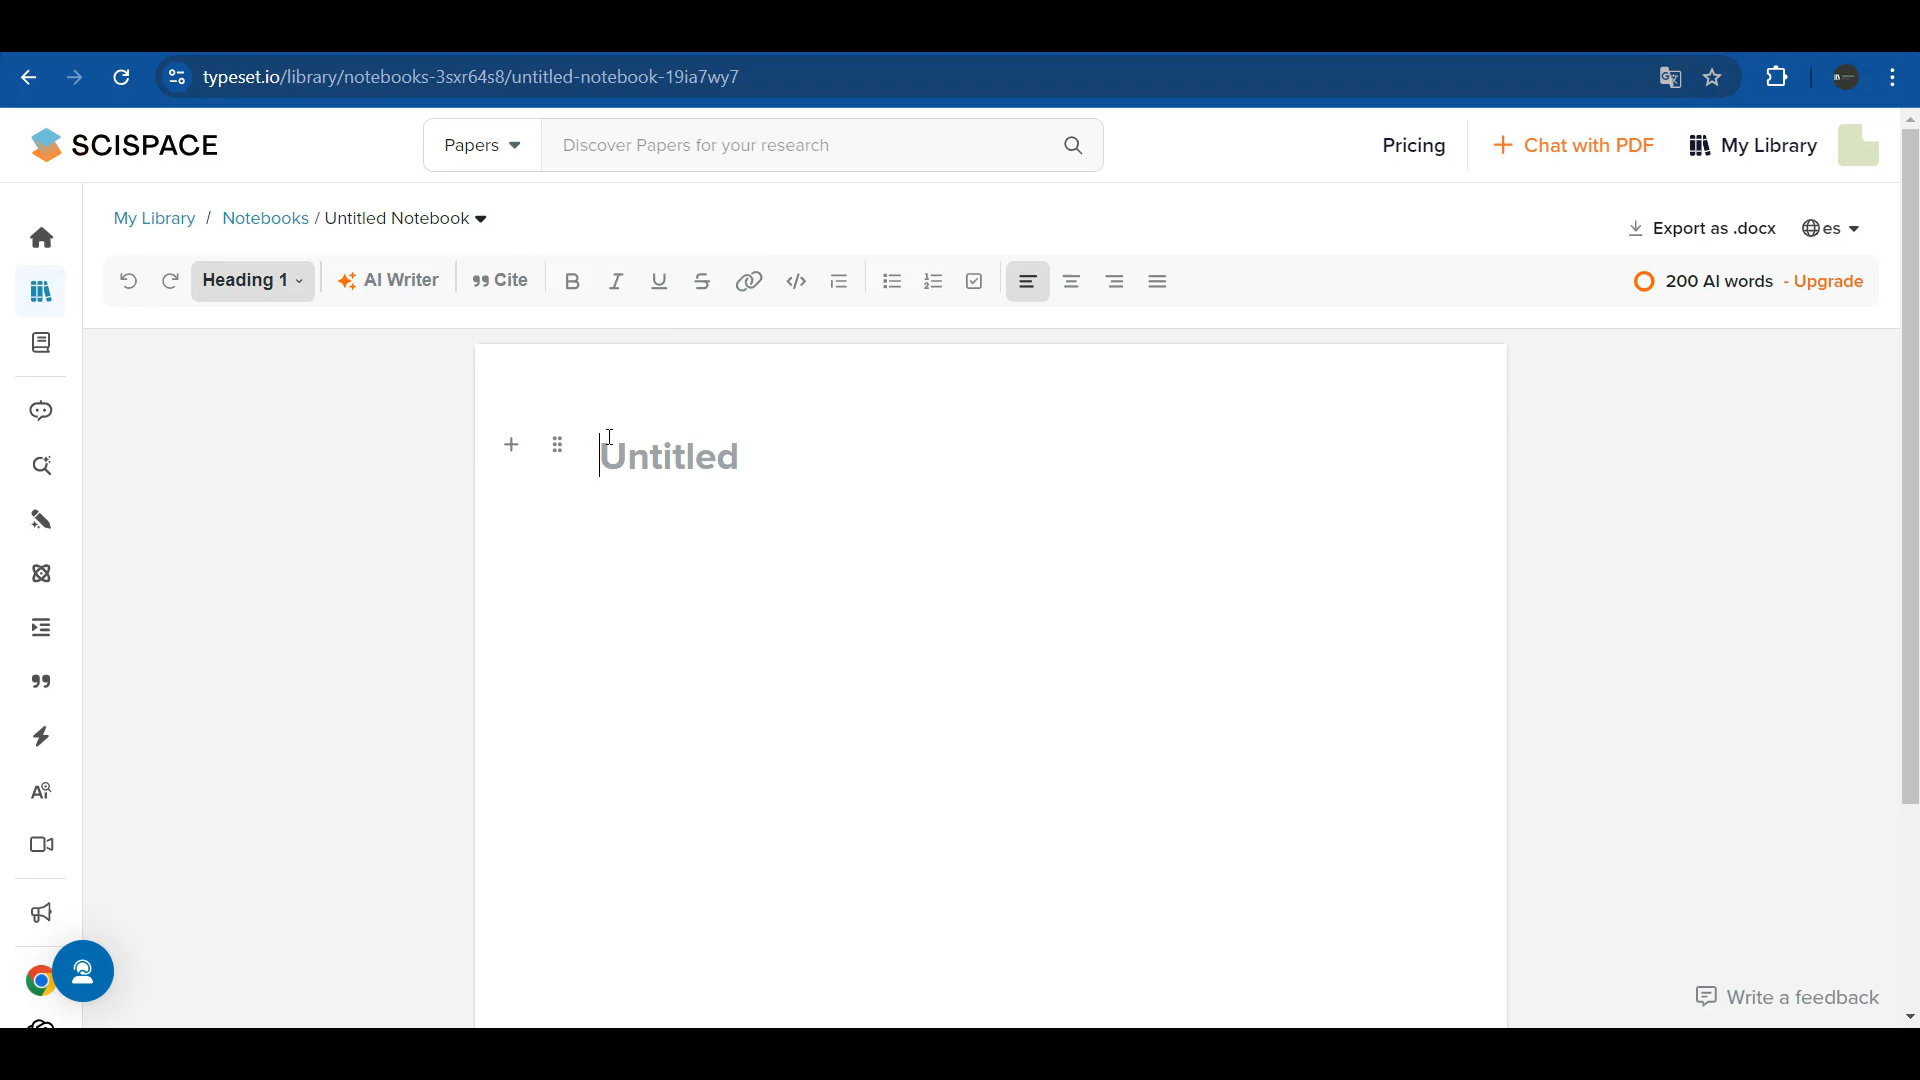 typeset.io/library/notebooks-3sxr64s8/untitled-notebook-19ia7wy7
SCISPACE
Papers
Discover Papers for your research
Pricing
+ Chat with PDF
My Library
My Library / Notebooks / Untitled Notebook
Export as .docx
es
Heading 1
AI Writer
Cite
200 AI words - Upgrade
Untitled
Write a feedback